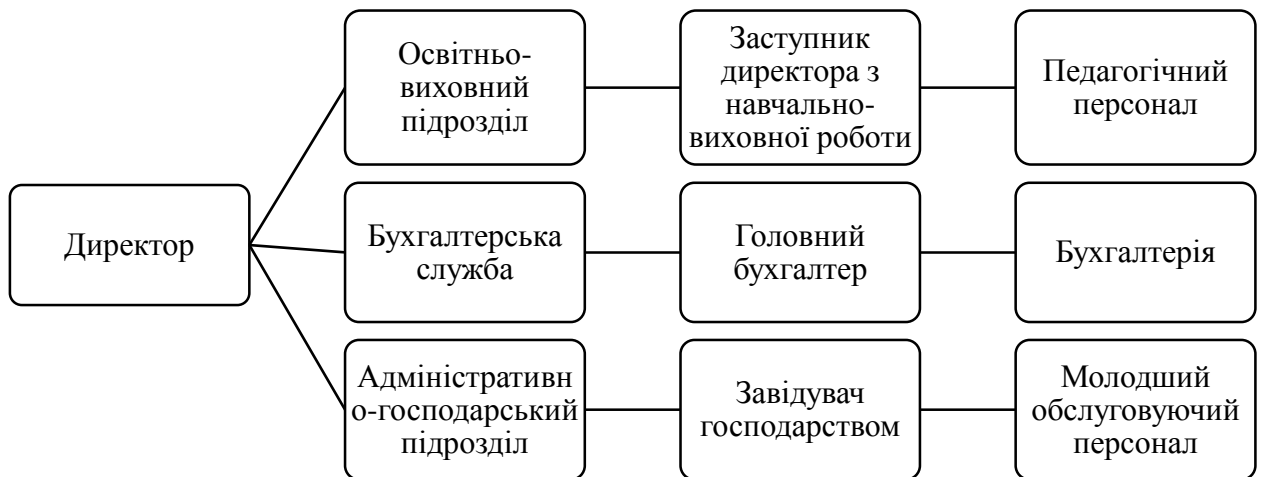 Директор
Освітньо-
виховний
підрозділ
Заступник
директора з
навчально-
виховної роботи
Педагогічний
персонал
Бухгалтерська
служба
Головний
бухгалтер
Бухгалтерія
Адміністративн
о-господарський
підрозділ
Завідувач
господарством
Молодший
обслуговуючий
персонал